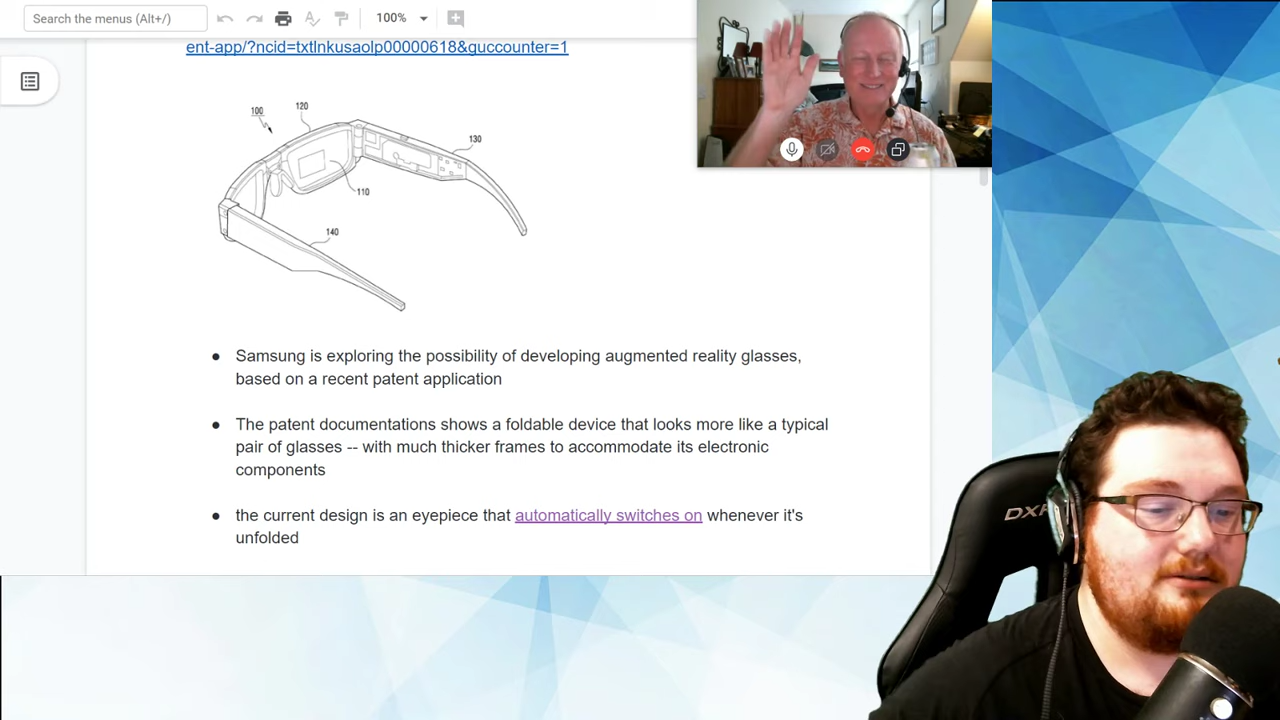 Search the menus (Alt+/)
100%
ent-app/?ncid=txtlnkusaolp00000618&guccounter=1
100
120
130
110
140
● Samsung is exploring the possibility of developing augmented reality glasses,
based on a recent patent application
● The patent documentations shows a foldable device that looks more like a typical
pair of glasses -- with much thicker frames to accommodate its electronic
components
● the current design is an eyepiece that automatically switches on whenever it's
unfolded